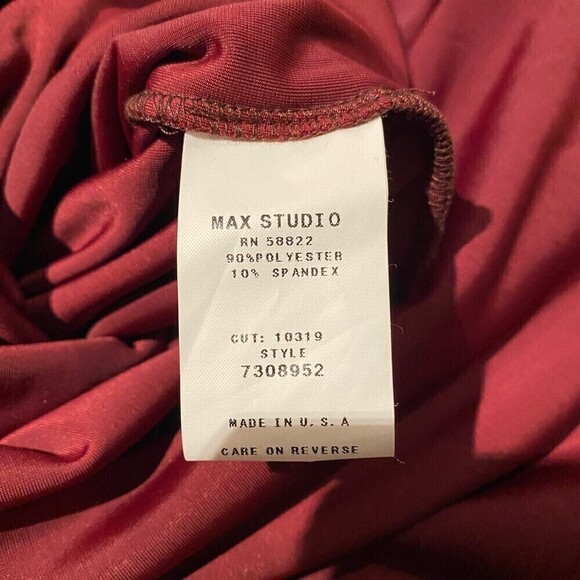 MAX STUDIO
RN 58822
90%POLYESTER
10% SPANDEX
CUT: 10319
STYLE
7308952
MADE IN U.S.A
CARE ON REVERSE